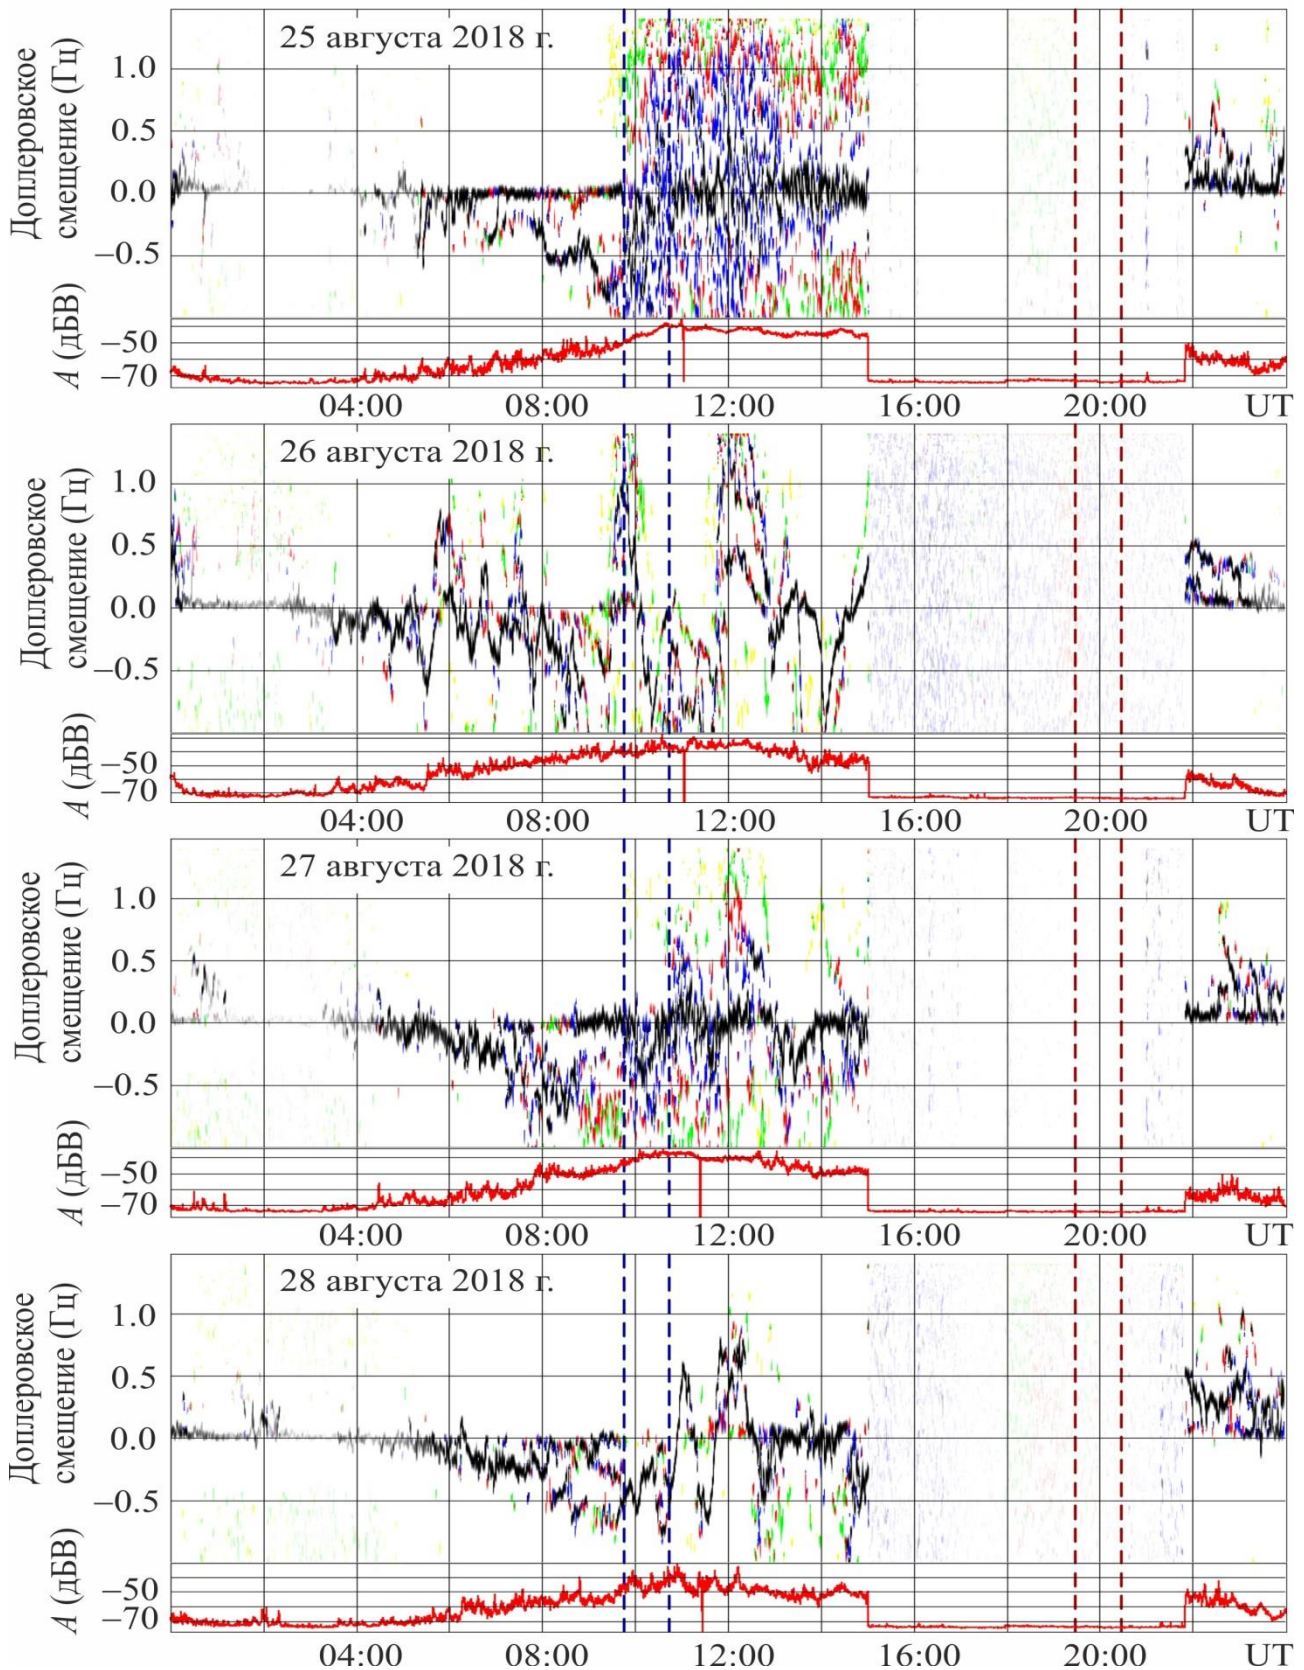 25 августа 2018 г.
Доплеровское
смещение (Гц)
1.0
0.5
0.0
−0.5
A (дБВ)
−50
−70
04:00 08:00 12:00 16:00 20:00 UT
26 августа 2018 г.
Доплеровское
смещение (Гц)
1.0
0.5
0.0
−0.5
A (дБВ)
−50
−70
04:00 08:00 12:00 16:00 20:00 UT
27 августа 2018 г.
Доплеровское
смещение (Гц)
1.0
0.5
0.0
−0.5
A (дБВ)
−50
−70
04:00 08:00 12:00 16:00 20:00 UT
28 августа 2018 г.
Доплеровское
смещение (Гц)
1.0
0.5
0.0
−0.5
A (дБВ)
−50
−70
04:00 08:00 12:00 16:00 20:00 UT